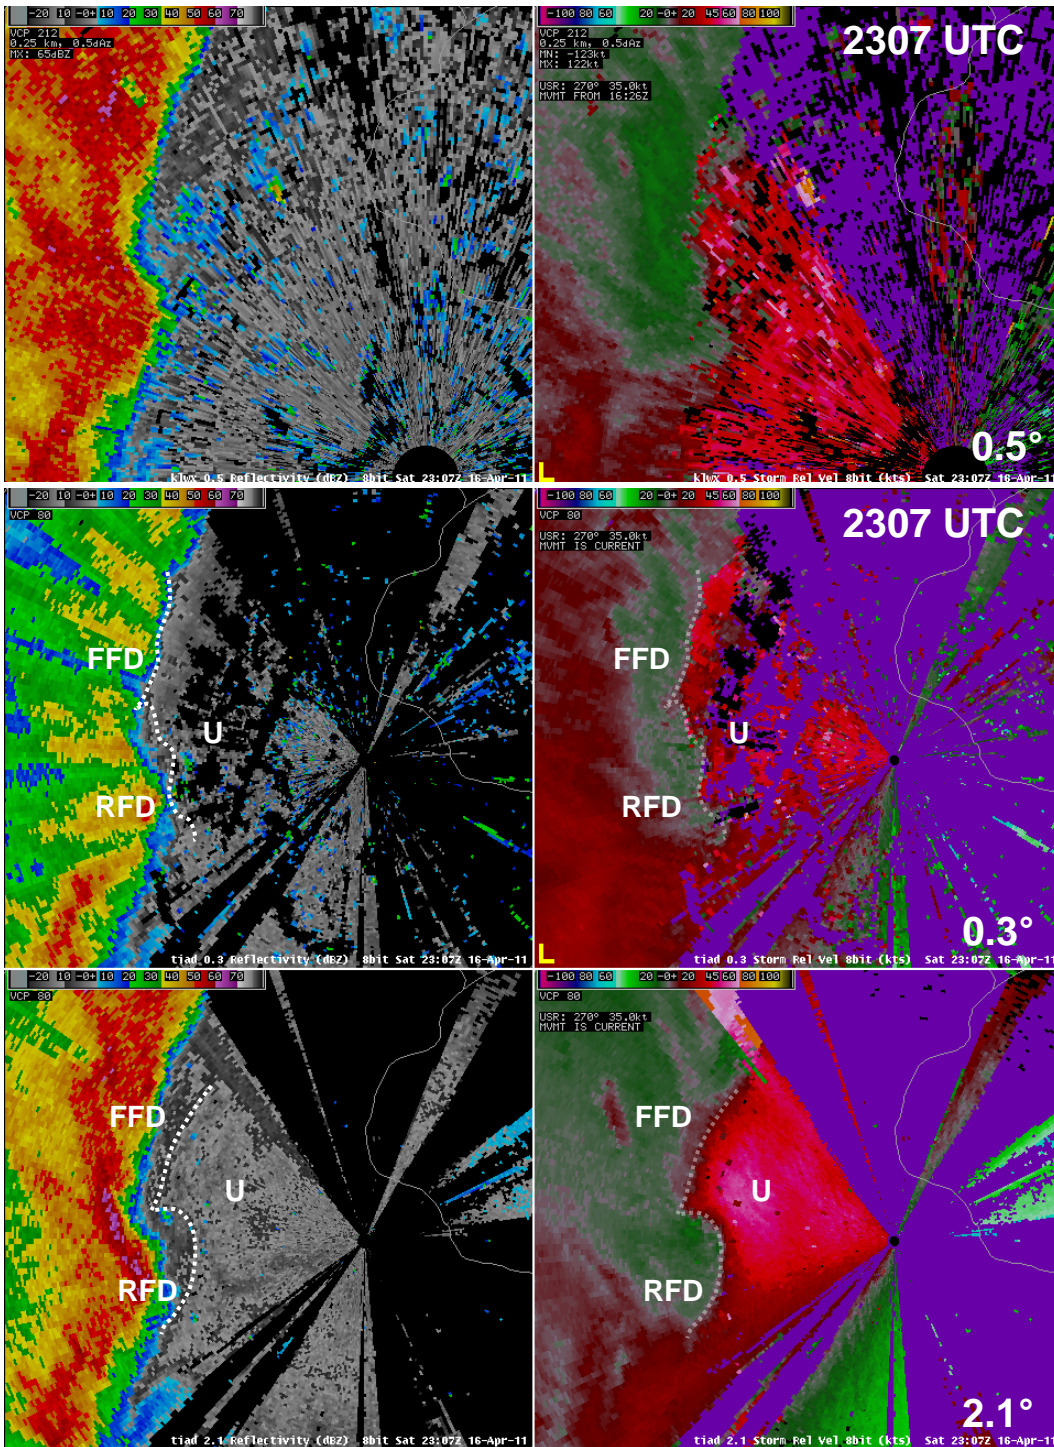 -20 10 -0+ 10 20 30 40 50 60 70
VCP 212
0.25 km, 0.5dAz
MX: 65dBZ
klwx 0.5 Reflectivity (dBZ) 8bit Sat 23:07Z 16-Apr-11
-100 80 60 20 -0+ 20 45 60 80 100
VCP 212
0.25 km, 0.5dAz
MN: -123kt
MX: 122kt
USR: 270° 35.0kt
MVMT FROM 16:26Z
2307 UTC
0.5°
klwx 0.5 Storm Rel Vel 8bit (kts) Sat 23:07Z 16-Apr-11
-20 10 -0+ 10 20 30 40 50 60 70
VCP 80
FFD
U
RFD
tiad 0.3 Reflectivity (dBZ) 8bit Sat 23:07Z 16-Apr-11
-100 80 60 20 -0+ 20 45 60 80 100
VCP 80
USR: 270° 35.0kt
MVMT IS CURRENT
2307 UTC
FFD
U
RFD
0.3°
tiad 0.3 Storm Rel Vel 8bit (kts) Sat 23:07Z 16-Apr-11
-20 10 -0+ 10 20 30 40 50 60 70
VCP 80
FFD
U
RFD
tiad 2.1 Reflectivity (dBZ) 8bit Sat 23:07Z 16-Apr-11
-100 80 60 20 -0+ 20 45 60 80 100
VCP 80
USR: 270° 35.0kt
MVMT IS CURRENT
FFD
U
RFD
2.1°
tiad 2.1 Storm Rel Vel 8bit (kts) Sat 23:07Z 16-Apr-11